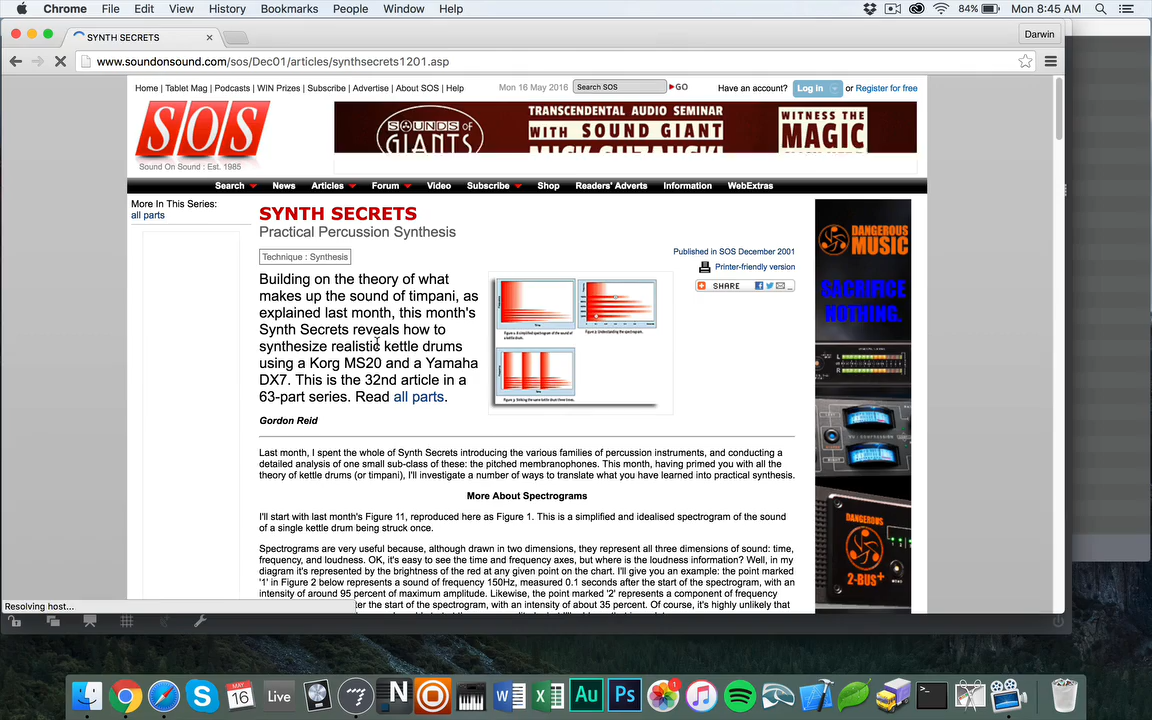 Chrome File Edit View History Bookmarks People Window Help 84% Mon 8:45 AM
SYNTH SECRETS Darwin
www.soundonsound.com/sos/Dec01/articles/synthsecrets1201.asp
Home | Tablet Mag | Podcasts | WIN Prizes | Subscribe | Advertise | About SOS | Help Mon 16 May 2016 Search SOS GO Have an account? Log In or Register for free
SOS
Sound On Sound : Est. 1985
SOUNDS OF GIANTS
TRANSCENDENTAL AUDIO SEMINAR
WITH SOUND GIANT
WITNESS THE
MAGIC
Search News Articles Forum Video Subscribe Shop Readers' Adverts Information WebExtras
More In This Series:
all parts
SYNTH SECRETS
Practical Percussion Synthesis
Technique : Synthesis
Published in SOS December 2001
Printer-friendly version
SHARE
Building on the theory of what
makes up the sound of timpani, as
explained last month, this month's
Synth Secrets reveals how to
synthesize realistic kettle drums
using a Korg MS20 and a Yamaha
DX7. This is the 32nd article in a
63-part series. Read all parts.
Gordon Reid
Last month, I spent the whole of Synth Secrets introducing the various families of percussion instruments, and conducting a
detailed analysis of one small sub-class of these: the pitched membranophones. This month, having primed you with all the
theory of kettle drums (or timpani), I'll investigate a number of ways to translate what you have learned into practical synthesis.
More About Spectrograms
I'll start with last month's Figure 11, reproduced here as Figure 1. This is a simplified and idealised spectrogram of the sound
of a single kettle drum being struck once.
Spectrograms are very useful because, although drawn in two dimensions, they represent all three dimensions of sound: time,
frequency, and loudness. OK, it's easy to see the time and frequency axes, but where is the loudness information? Well, in my
diagram it's represented by the brightness of the red at any given point on the chart. I'll give you an example: the point marked
'1' in Figure 2 below represents a sound of frequency 150Hz, measured 0.1 seconds after the start of the spectrogram, with an
intensity of around 95 percent of maximum amplitude. Likewise, the point marked '2' represents a component of frequency
ter the start of the spectrogram, with an intensity of about 35 percent. Of course, it's highly unlikely that
DANGEROUS
MUSIC
SACRIFICE
NOTHING.
DANGEROUS
2-BUS+
Resolving host...
MAY
16
Live
N
W
X
Au
Ps
1